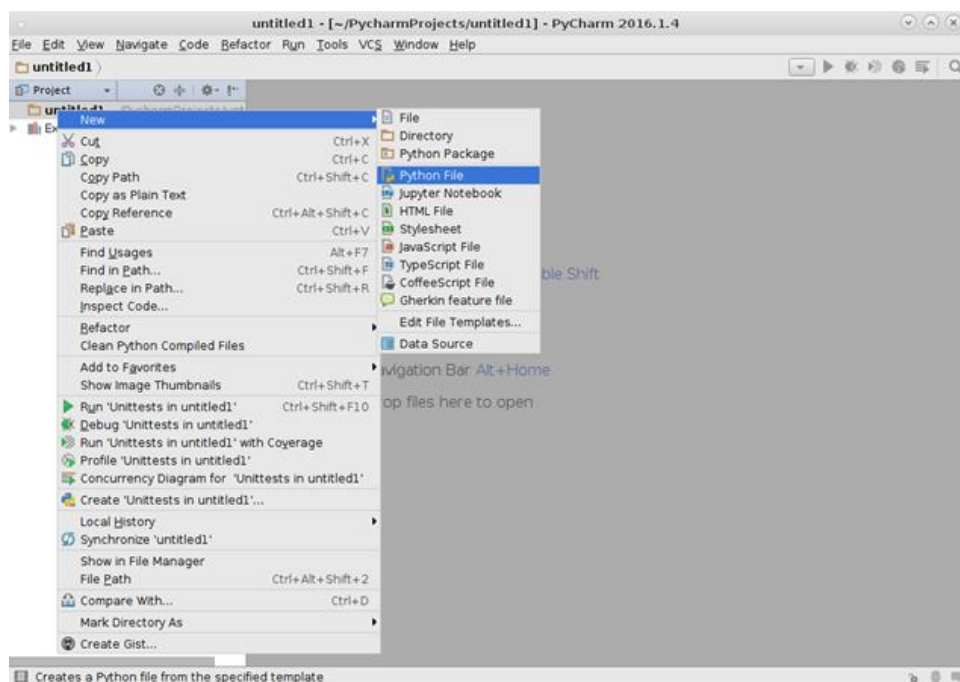 untitled1 - [~/PycharmProjects/untitled1] - PyCharm 2016.1.4
File Edit View Navigate Code Refactor Run Tools VCS Window Help
untitled1
Project
untitled1
New
Cut Ctrl+X
Copy Ctrl+C
Copy Path Ctrl+Shift+C
Copy as Plain Text
Copy Reference Ctrl+Alt+Shift+C
Paste Ctrl+V
Find Usages Alt+F7
Find in Path... Ctrl+Shift+F
Replace in Path... Ctrl+Shift+R
Inspect Code...
Refactor
Clean Python Compiled Files
Add to Favorites
Show Image Thumbnails Ctrl+Shift+T
Run 'Unittests in untitled1' Ctrl+Shift+F10
Debug 'Unittests in untitled1'
Run 'Unittests in untitled1' with Coverage
Profile 'Unittests in untitled1'
Concurrency Diagram for 'Unittests in untitled1'
Create 'Unittests in untitled1'...
Local History
Synchronize 'untitled1'
Show in File Manager
File Path Ctrl+Alt+Shift+2
Compare With... Ctrl+D
Mark Directory As
Create Gist...
File
Directory
Python Package
Python File
Jupyter Notebook
HTML File
Stylesheet
JavaScript File
TypeScript File
CoffeeScript File
Gherkin feature file
Edit File Templates...
Data Source
Shift
Bar Alt+Home
files here to open
Creates a Python file from the specified template